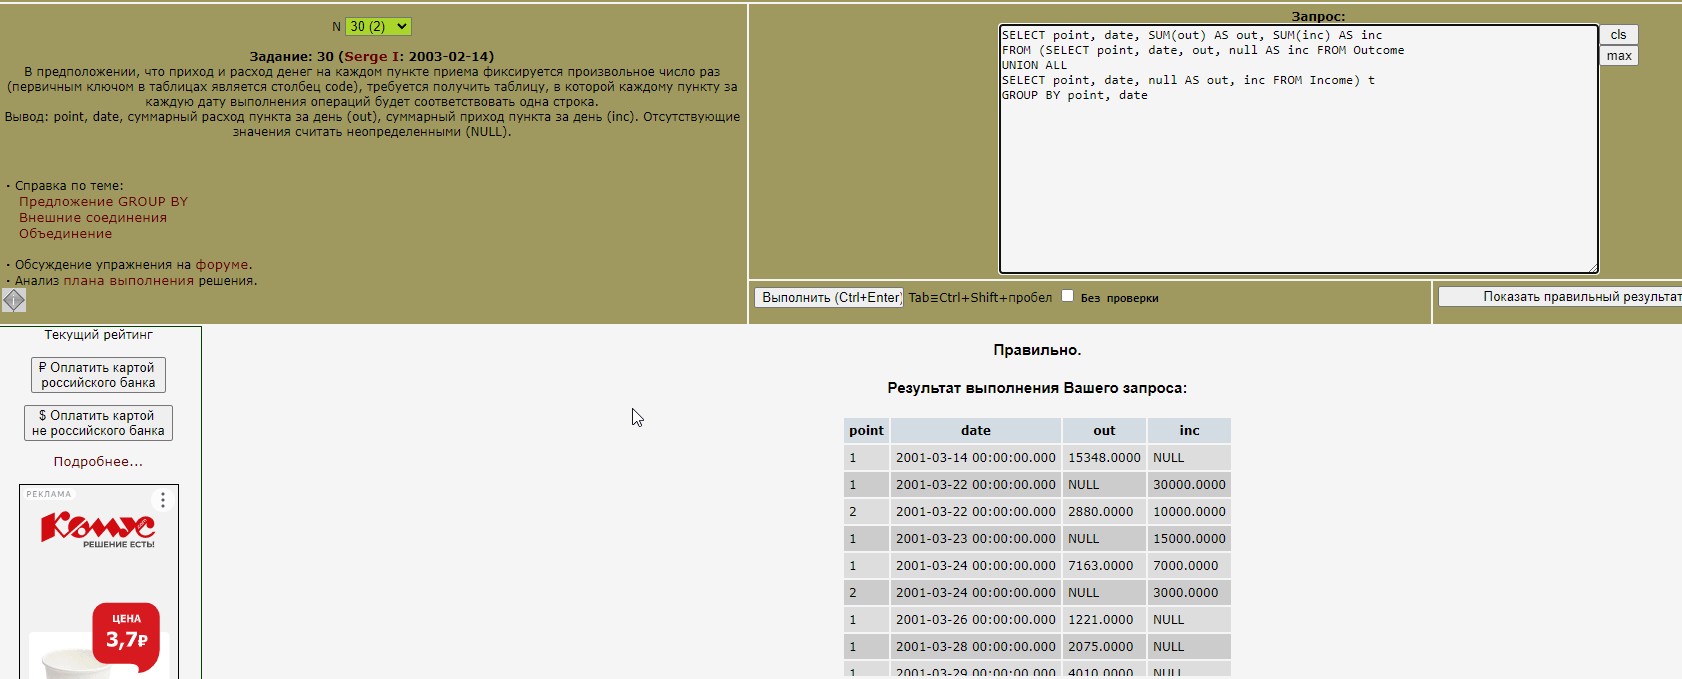 N 30 (2)
Задание: 30 (Serge I: 2003-02-14)
В предположении, что приход и расход денег на каждом пункте приема фиксируется произвольное число раз
(первичным ключом в таблицах является столбец code), требуется получить таблицу, в которой каждому пункту за
каждую дату выполнения операций будет соответствовать одна строка.
Вывод: point, date, суммарный расход пункта за день (out), суммарный приход пункта за день (inc). Отсутствующие
значения считать неопределенными (NULL).
· Справка по теме:
Предложение GROUP BY
Внешние соединения
Объединение
· Обсуждение упражнения на форуме.
· Анализ плана выполнения решения.
Запрос:
SELECT point, date, SUM(out) AS out, SUM(inc) AS inc
FROM (SELECT point, date, out, null AS inc FROM Outcome
UNION ALL
SELECT point, date, null AS out, inc FROM Income) t
GROUP BY point, date
cls
max
Выполнить (Ctrl+Enter) Tab≡Ctrl+Shift+пробел Без проверки
Показать правильный результат
Текущий рейтинг
₽ Оплатить картой
российского банка
$ Оплатить картой
не российского банка
Подробнее...
РЕКЛАМА
Комус
РЕШЕНИЕ ЕСТЬ!
ЦЕНА
3,7₽
Правильно.
Результат выполнения Вашего запроса:
point date out inc
1 2001-03-14 00:00:00.000 15348.0000 NULL
1 2001-03-22 00:00:00.000 NULL 30000.0000
2 2001-03-22 00:00:00.000 2880.0000 10000.0000
1 2001-03-23 00:00:00.000 NULL 15000.0000
1 2001-03-24 00:00:00.000 7163.0000 7000.0000
2 2001-03-24 00:00:00.000 NULL 3000.0000
1 2001-03-26 00:00:00.000 1221.0000 NULL
1 2001-03-28 00:00:00.000 2075.0000 NULL
1 2001-03-29 00:00:00.000 4010.0000 NULL